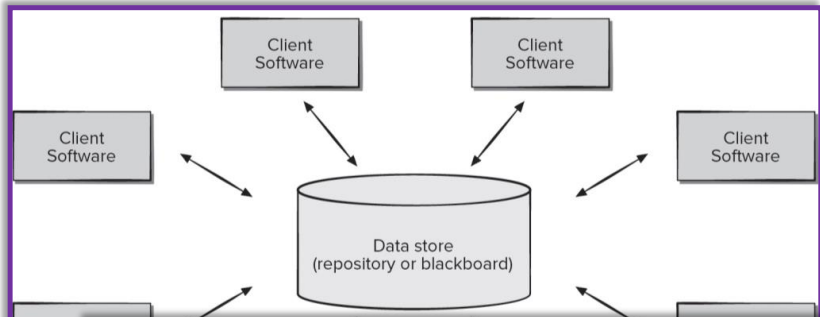 Client
Software
Client
Software
Client
Software
Client
Software
Data store
(repository or blackboard)